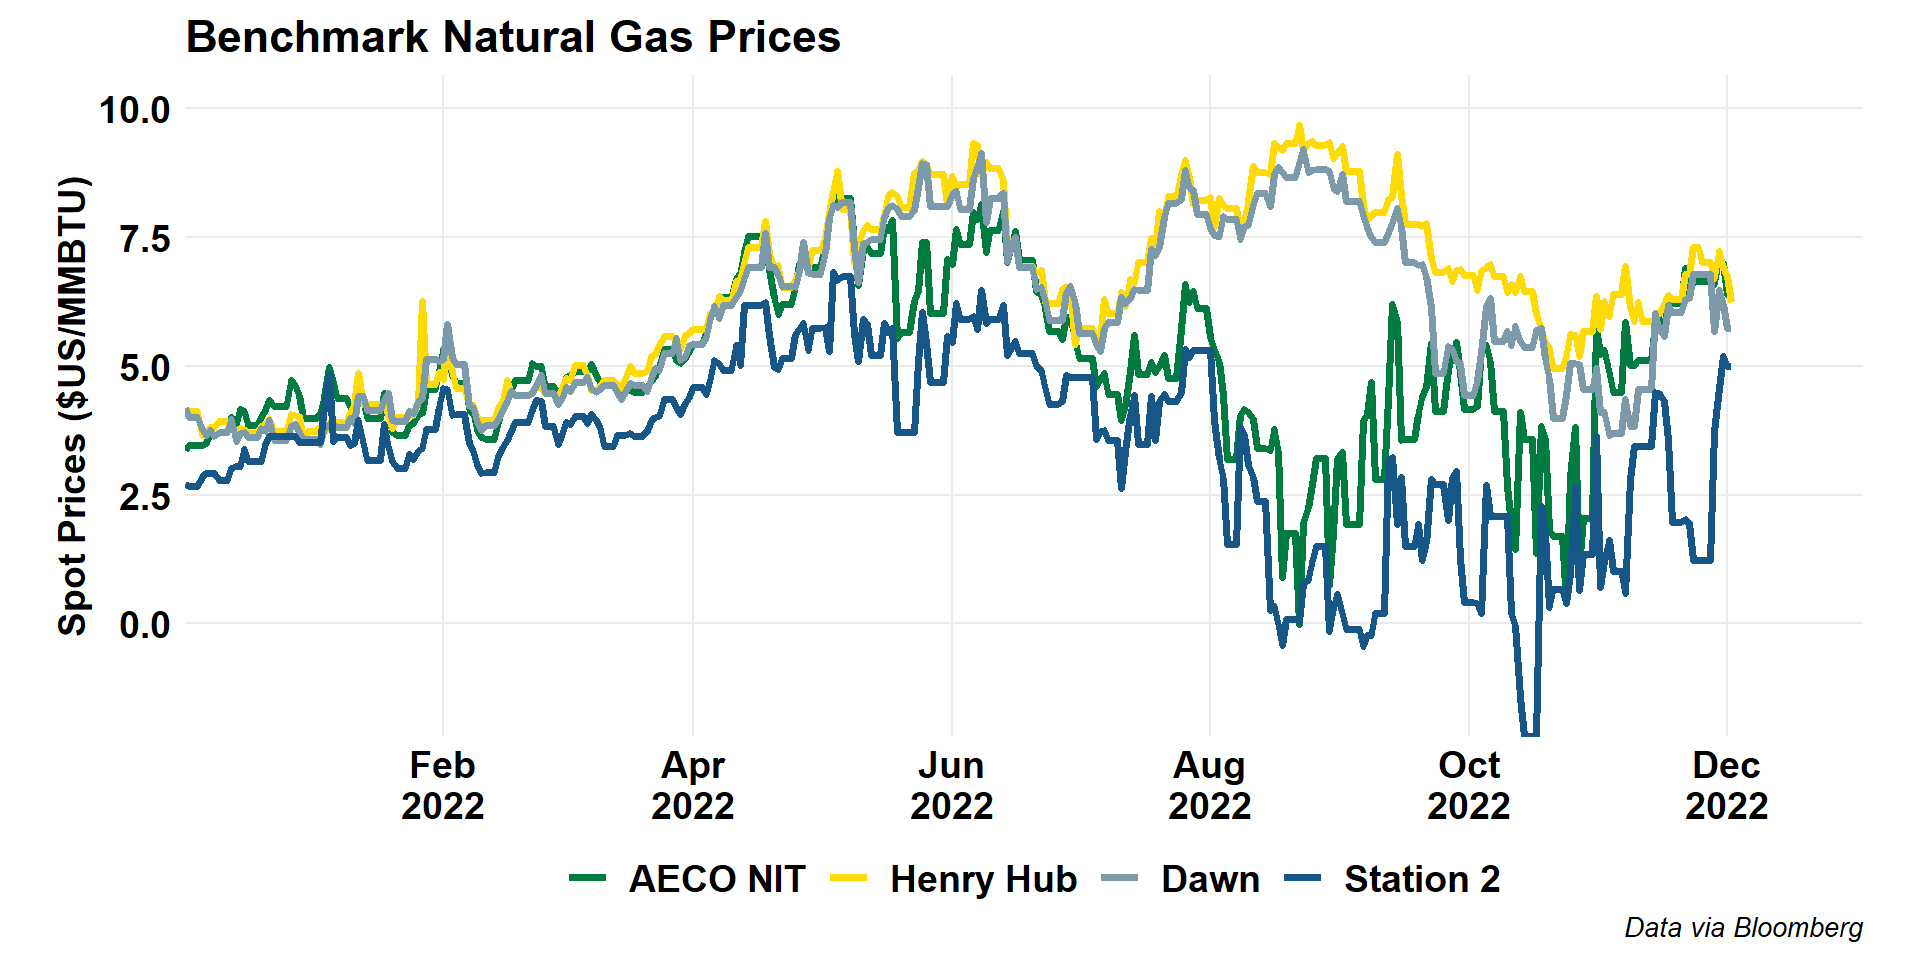 Benchmark Natural Gas Prices
Spot Prices ($US/MMBTU)
10.0
7.5
5.0
2.5
0.0
Feb Apr Jun Aug Oct Dec
2022 2022 2022 2022 2022 2022
AECO NIT Henry Hub Dawn Station 2
Data via Bloomberg